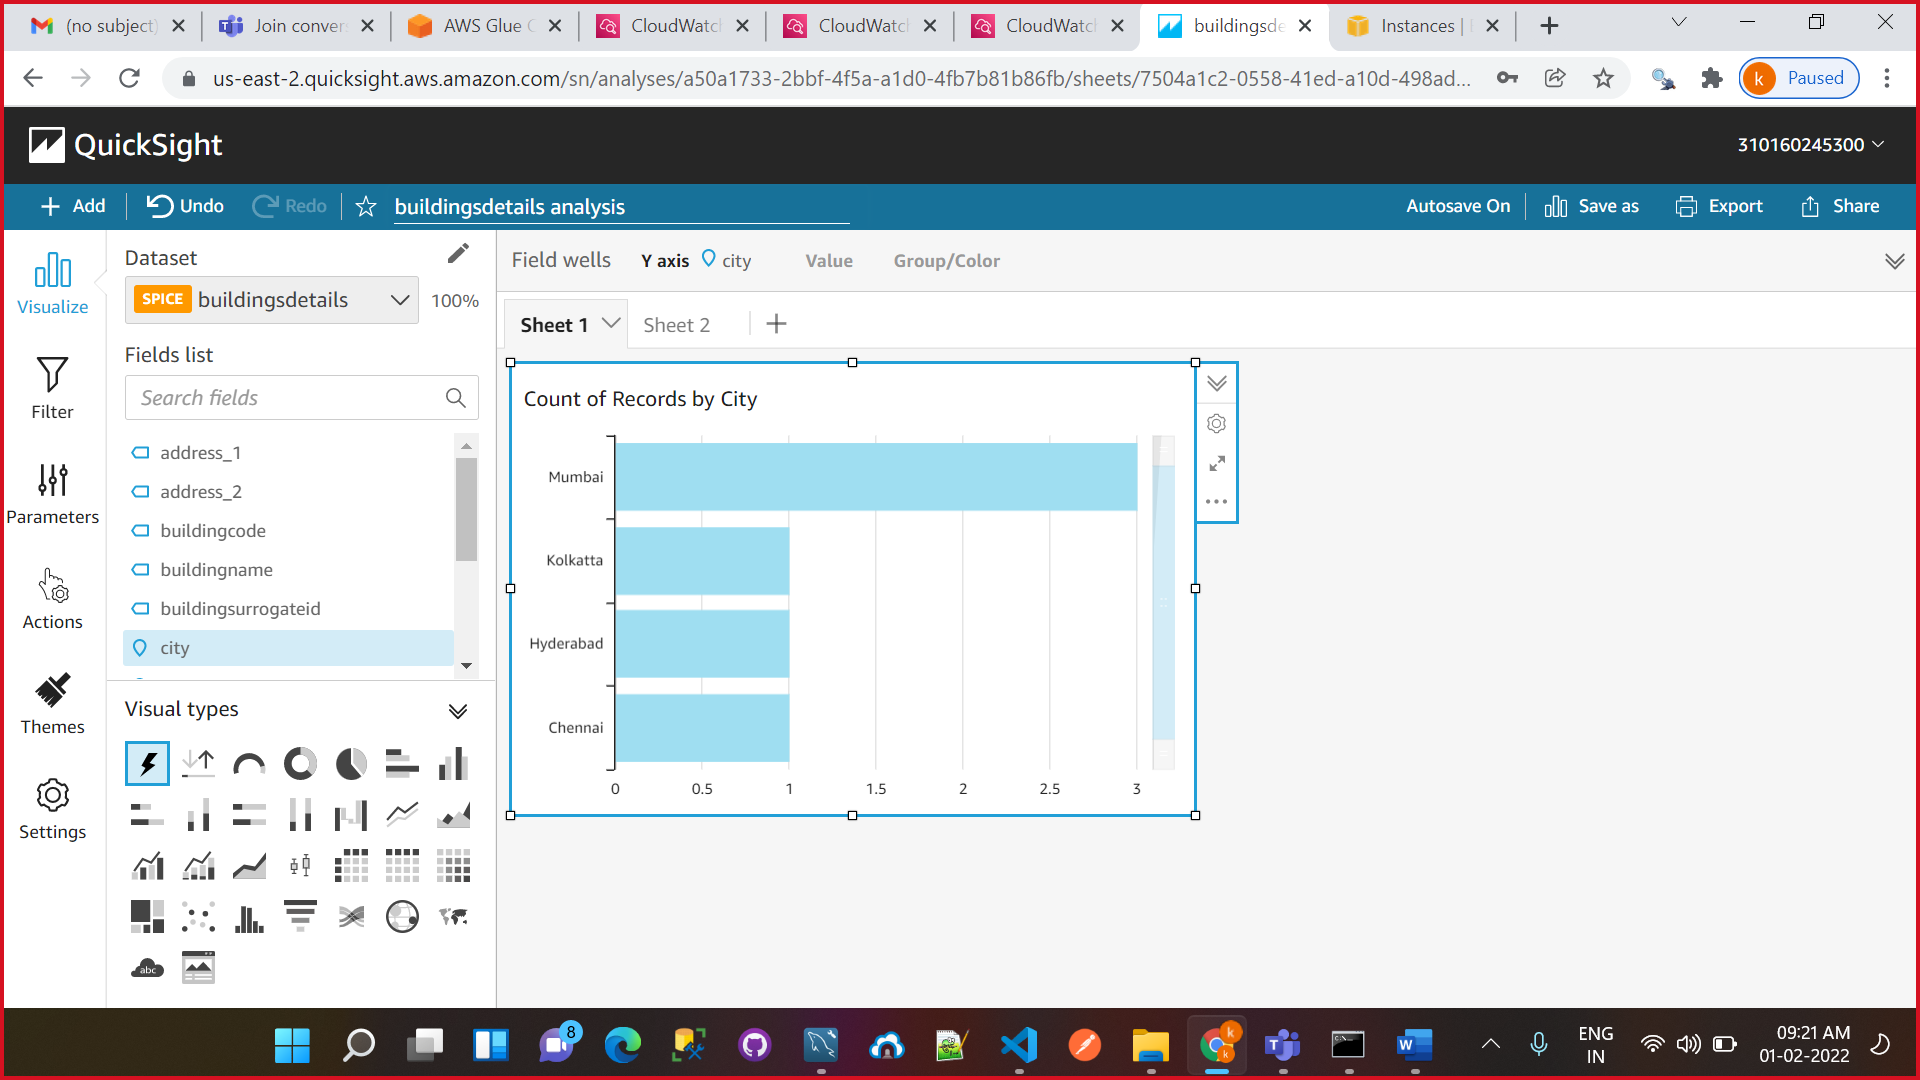 (no subject)
Join conver
AWS Glue C
CloudWatch
CloudWatch
CloudWatch
buildingsde
Instances | E
us-east-2.quicksight.aws.amazon.com/sn/analyses/a50a1733-2bbf-4f5a-a1d0-4fb7b81b86fb/sheets/7504a1c2-0558-41ed-a10d-498ad...
k Paused
QuickSight
310160245300
Add
Undo
Redo
buildingsdetails analysis
Autosave On
Save as
Export
Share
Visualize
Filter
Parameters
Actions
Themes
Settings
Dataset
SPICE buildingsdetails 100%
Fields list
Search fields
address_1
address_2
buildingcode
buildingname
buildingsurrogateid
city
Visual types
abc
Field wells Y axis city Value Group/Color
Sheet 1 Sheet 2
Count of Records by City
Mumbai
Kolkatta
Hyderabad
Chennai
0 0.5 1 1.5 2 2.5 3
8
k
k
T
W
ENG
IN
09:21 AM
01-02-2022